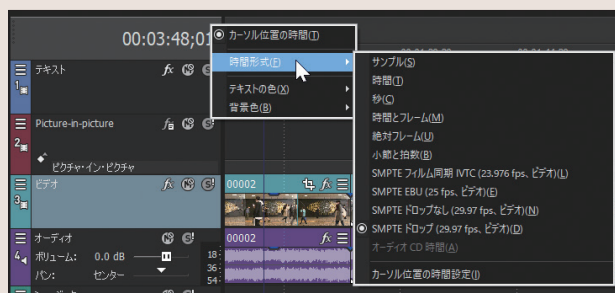 00:03:48;01
カーソル位置の時間(T)
時間形式(F)
テキストの色(X)
背景色(B)
サンプル(S)
時間(T)
秒(C)
時間とフレーム(M)
絶対フレーム(U)
小節と拍数(B)
SMPTE フィルム同期 IVTC (23.976 fps、ビデオ)(L)
SMPTE EBU (25 fps、ビデオ)(E)
SMPTE ドロップなし (29.97 fps、ビデオ)(N)
SMPTE ドロップ (29.97 fps、ビデオ)(D)
オーディオ CD 時間(A)
カーソル位置の時間設定(I)
1
テキスト
fx
2
Picture-in-picture
f
ピクチャ・イン・ピクチャ
3
ビデオ
fx
00002
fx
4
オーディオ
ボリューム: 0.0 dB
パン: センター
18
36
54
00002
fx